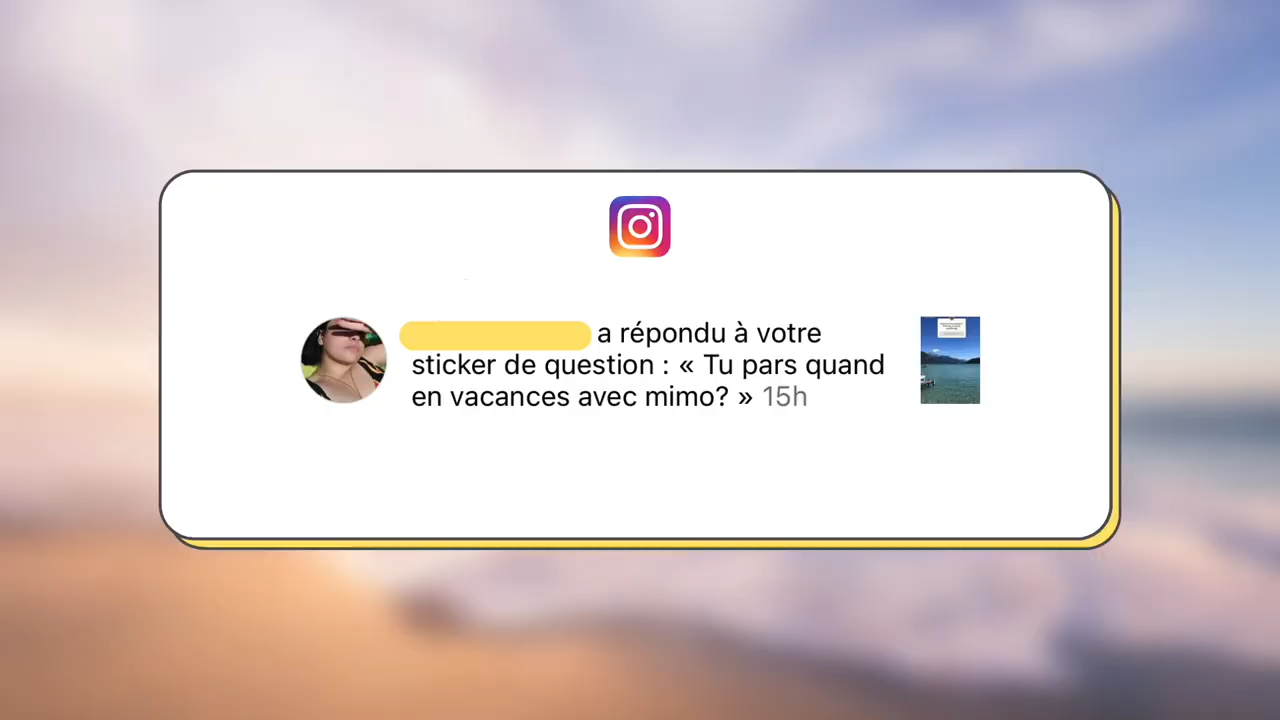 a répondu à votre
sticker de question : « Tu pars quand
en vacances avec mimo? » 15h